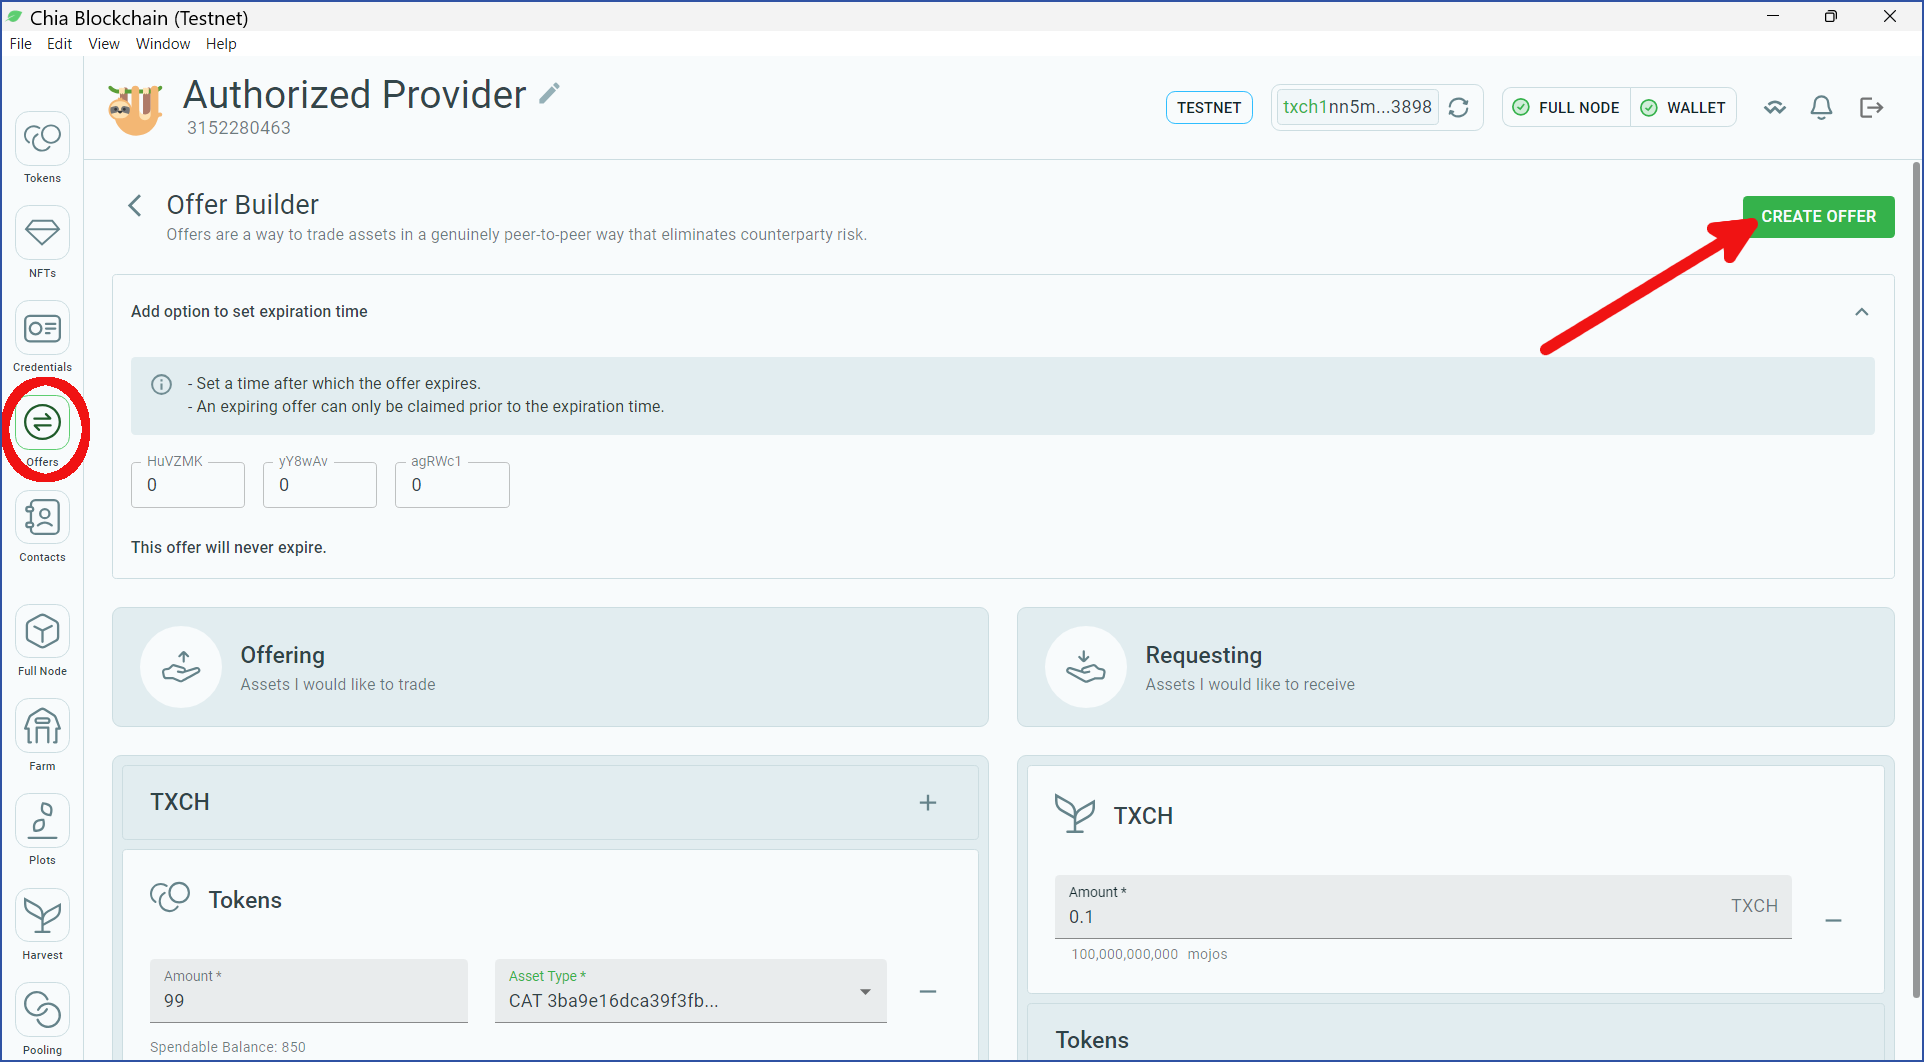 Chia Blockchain (Testnet)
File Edit View Window Help
Authorized Provider
3152280463
TESTNET
txch1nn5m...3898
FULL NODE
WALLET
Tokens
NFTs
Credentials
Offers
Contacts
Full Node
Farm
Plots
Harvest
Pooling
Offer Builder
Offers are a way to trade assets in a genuinely peer-to-peer way that eliminates counterparty risk.
CREATE OFFER
Add option to set expiration time
- Set a time after which the offer expires.
- An expiring offer can only be claimed prior to the expiration time.
HuVZMK
0
yY8wAv
0
agRWc1
0
This offer will never expire.
Offering
Assets I would like to trade
Requesting
Assets I would like to receive
TXCH
Tokens
Amount *
99
Asset Type *
CAT 3ba9e16dca39f3fb...
Spendable Balance: 850
TXCH
Amount *
0.1
TXCH
100,000,000,000 mojos
Tokens